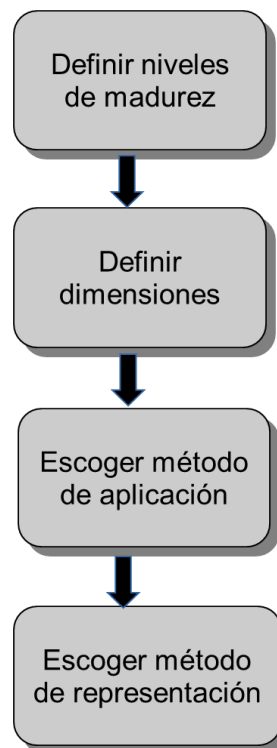 Definir niveles
de madurez
Definir
dimensiones
Escoger método
de aplicación
Escoger método
de representación